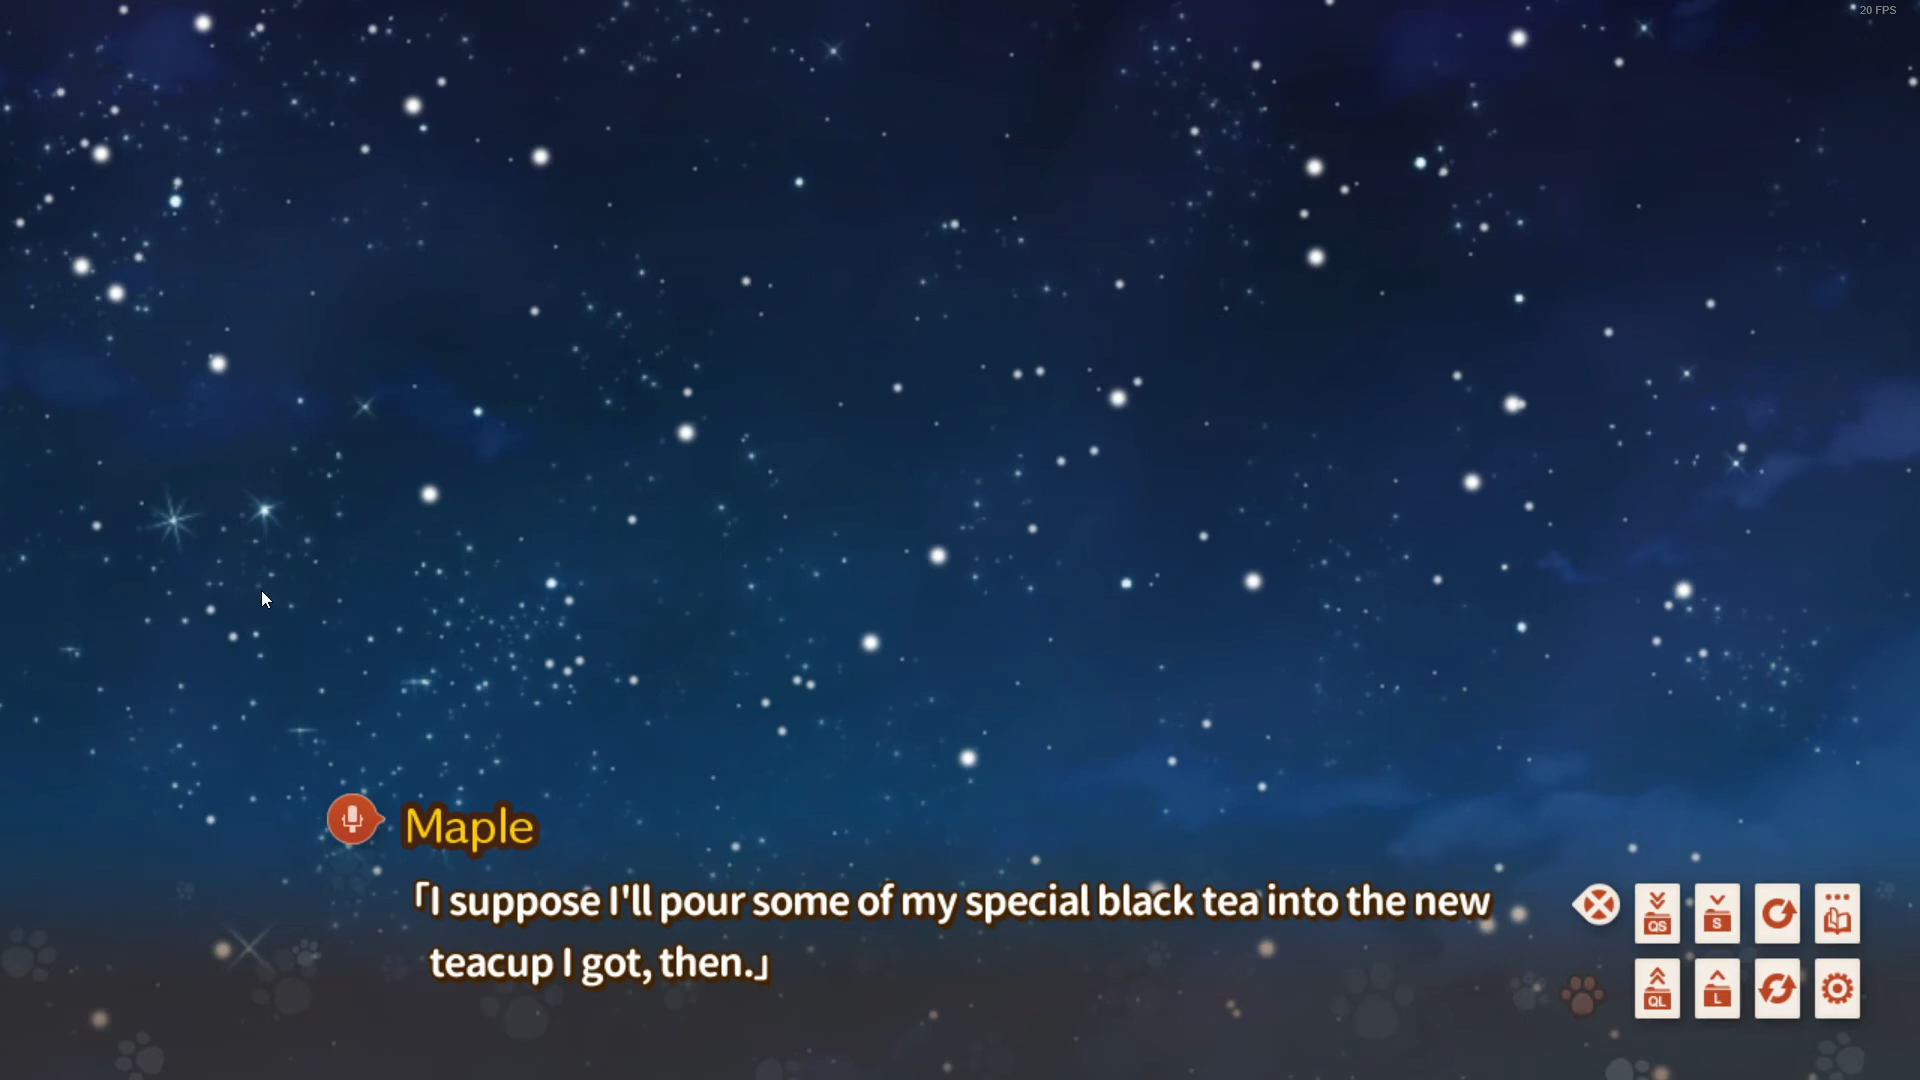 20 FPS
Maple
「I suppose I'll pour some of my special black tea into the new
teacup I got, then.」
QS
S
QL
L